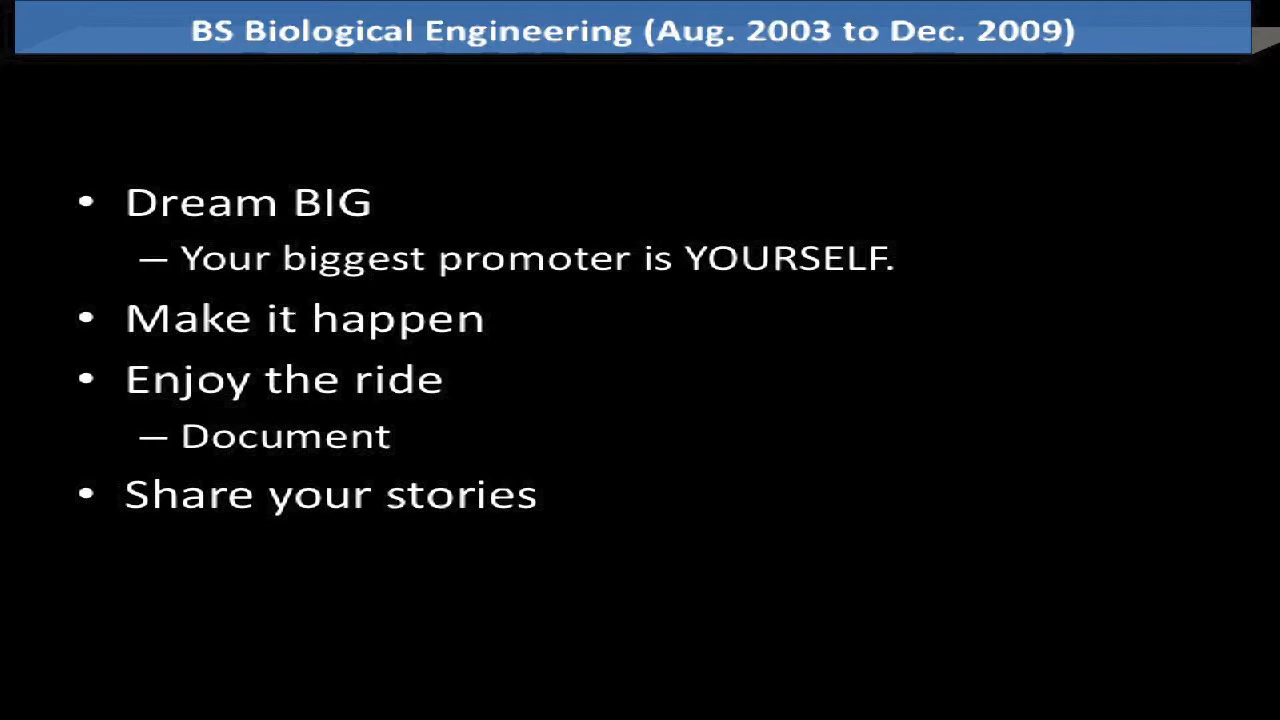 BS Biological Engineering (Aug. 2003 to Dec. 2009)
• Dream BIG
– Your biggest promoter is YOURSELF.
• Make it happen
• Enjoy the ride
– Document
• Share your stories